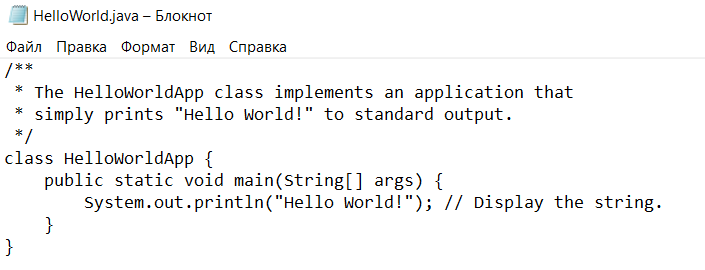 HelloWorld.java – Блокнот
Файл Правка Формат Вид Справка
/**
 * The HelloWorldApp class implements an application that
 * simply prints "Hello World!" to standard output.
 */
class HelloWorldApp {
    public static void main(String[] args) {
        System.out.println("Hello World!"); // Display the string.
    }
}